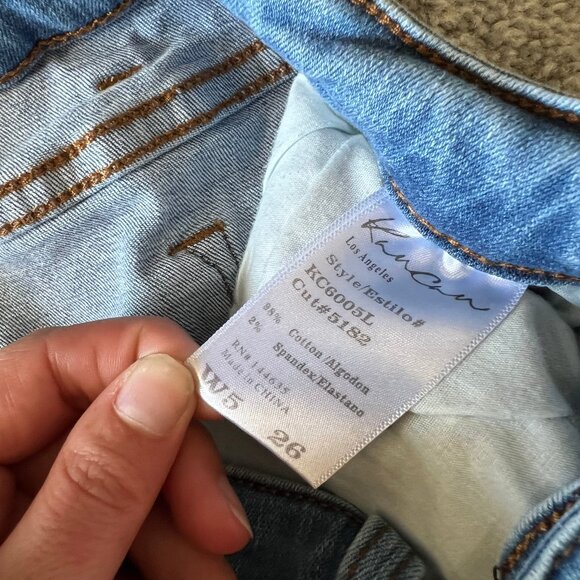 KanCan
Los Angeles
Style/Estilo#
KC6005L
Cut#5182
98% Cotton/Algodon
2% Spandex/Elastano
RN# 144635
Made in CHINA
W5 26